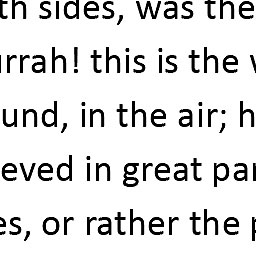 th sides, was the
urrah! this is the
und, in the air; h
eved in great par
es, or rather the p